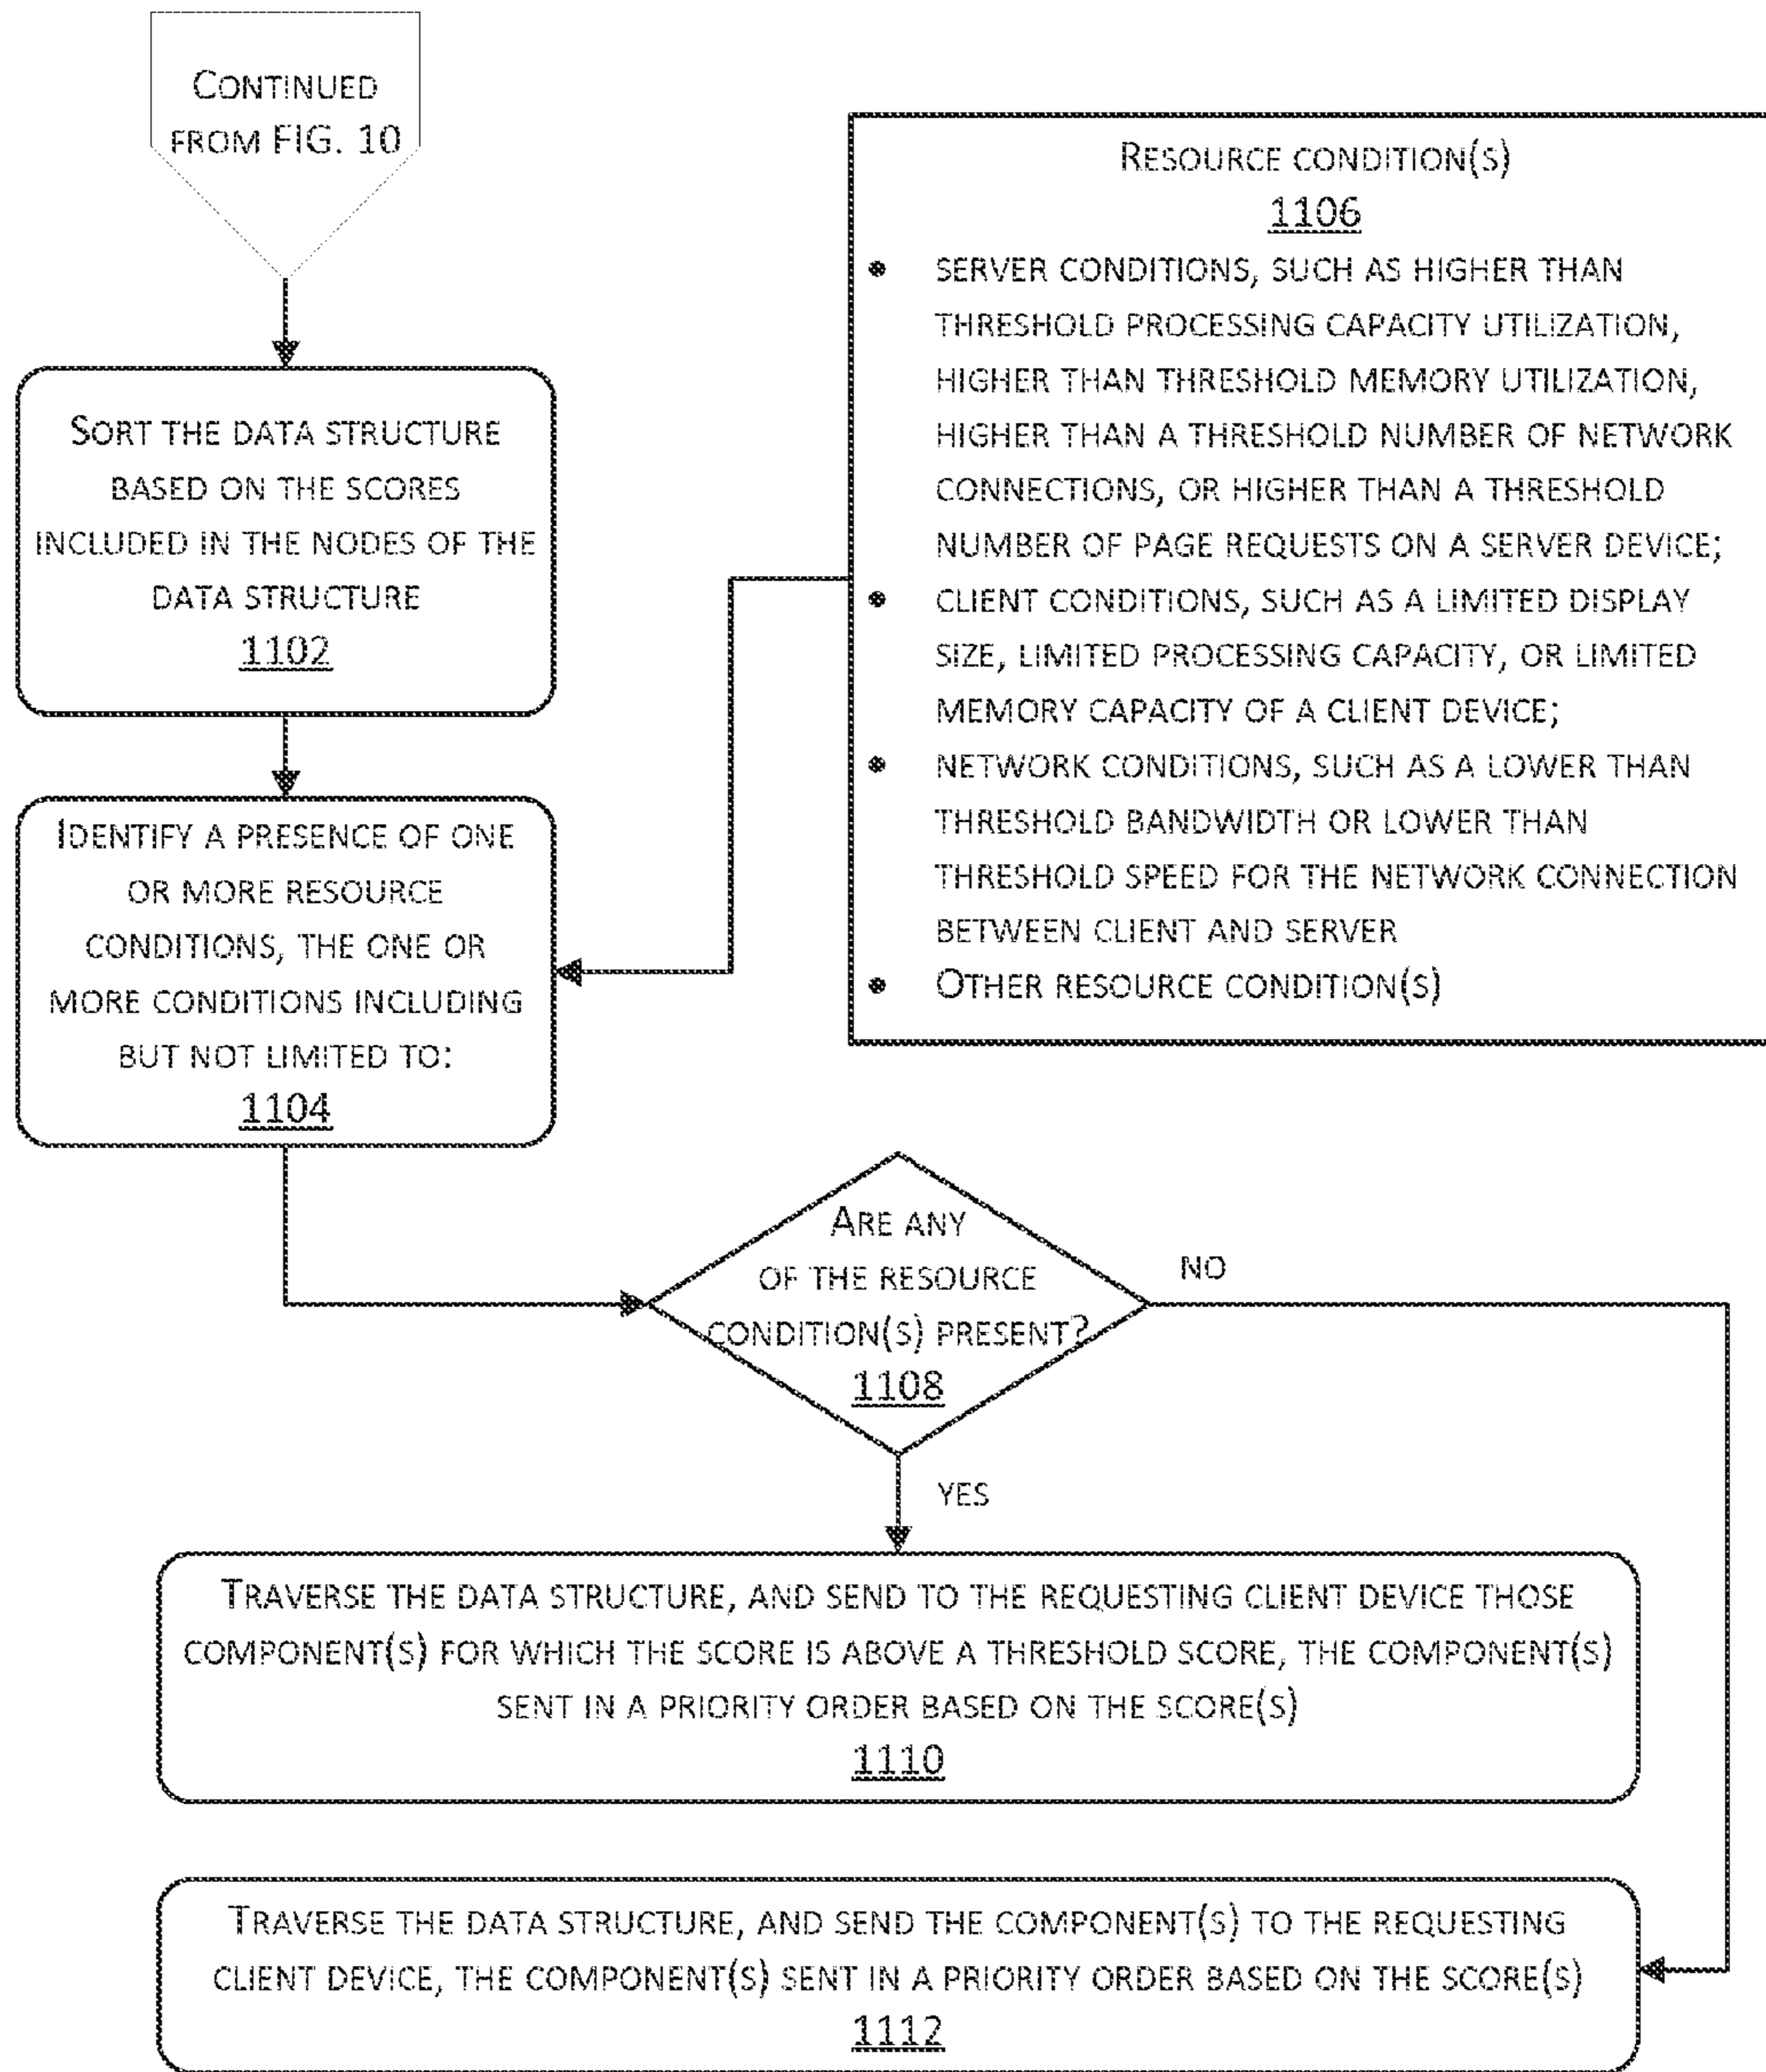 CONTINUED
FROM FIG. 10
SORT THE DATA STRUCTURE
BASED ON THE SCORES
INCLUDED IN THE NODES OF THE
DATA STRUCTURE
1102
IDENTIFY A PRESENCE OF ONE
OR MORE RESOURCE
CONDITIONS, THE ONE OR
MORE CONDITIONS INCLUDING
BUT NOT LIMITED TO:
1104
RESOURCE CONDITION(S)
1106
• SERVER CONDITIONS, SUCH AS HIGHER THAN
THRESHOLD PROCESSING CAPACITY UTILIZATION,
HIGHER THAN THRESHOLD MEMORY UTILIZATION,
HIGHER THAN A THRESHOLD NUMBER OF NETWORK
CONNECTIONS, OR HIGHER THAN A THRESHOLD
NUMBER OF PAGE REQUESTS ON A SERVER DEVICE;
• CLIENT CONDITIONS, SUCH AS A LIMITED DISPLAY
SIZE, LIMITED PROCESSING CAPACITY, OR LIMITED
MEMORY CAPACITY OF A CLIENT DEVICE;
• NETWORK CONDITIONS, SUCH AS A LOWER THAN
THRESHOLD BANDWIDTH OR LOWER THAN
THRESHOLD SPEED FOR THE NETWORK CONNECTION
BETWEEN CLIENT AND SERVER
• OTHER RESOURCE CONDITION(S)
ARE ANY
OF THE RESOURCE
CONDITION(S) PRESENT?
1108
NO
YES
TRAVERSE THE DATA STRUCTURE, AND SEND TO THE REQUESTING CLIENT DEVICE THOSE
COMPONENT(S) FOR WHICH THE SCORE IS ABOVE A THRESHOLD SCORE, THE COMPONENT(S)
SENT IN A PRIORITY ORDER BASED ON THE SCORE(S)
1110
TRAVERSE THE DATA STRUCTURE, AND SEND THE COMPONENT(S) TO THE REQUESTING
CLIENT DEVICE, THE COMPONENT(S) SENT IN A PRIORITY ORDER BASED ON THE SCORE(S)
1112